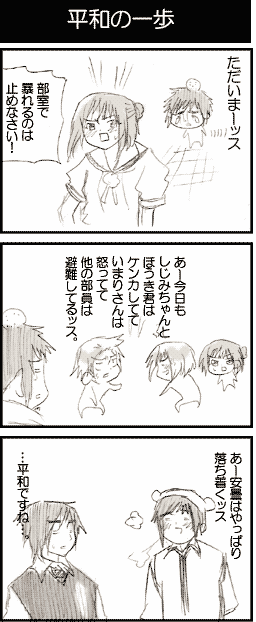 平和の一歩
ただいまーッス
部室で
暴れるのは
止めなさい！
あー今日も
しじみちゃんと
ほうき君は
ケンカしてて
いまりさんは
怒ってて
他の部員は
避難してるッス。
あー安曇はやっぱり
落ち着くッス
…平和ですね…。